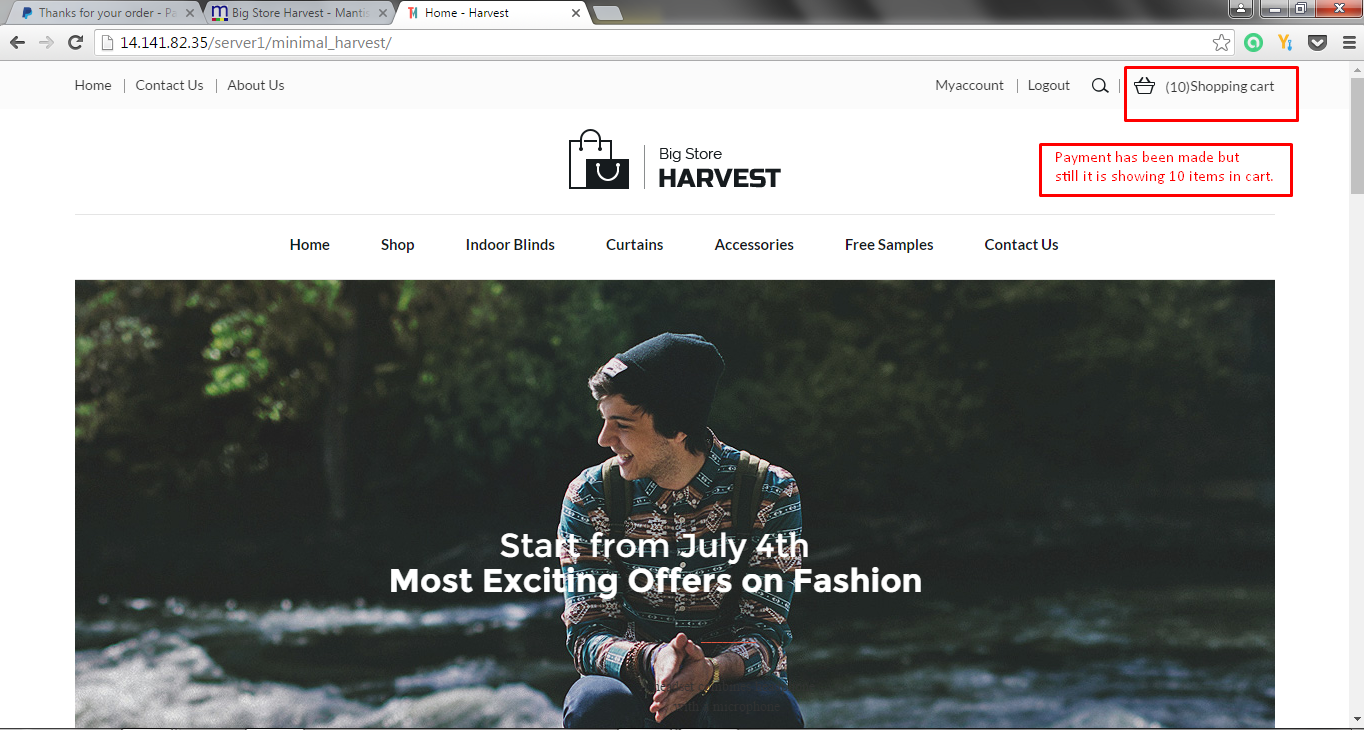 Thanks for your order - Pa
Big Store Harvest - Mantis
Home - Harvest
14.141.82.35/server1/minimal_harvest/
Home | Contact Us | About Us
Myaccount | Logout
(10)Shopping cart
Big Store
HARVEST
Payment has been made but
still it is showing 10 items in cart.
Home Shop Indoor Blinds Curtains Accessories Free Samples Contact Us
Start from July 4th
Most Exciting Offers on Fashion
microphone